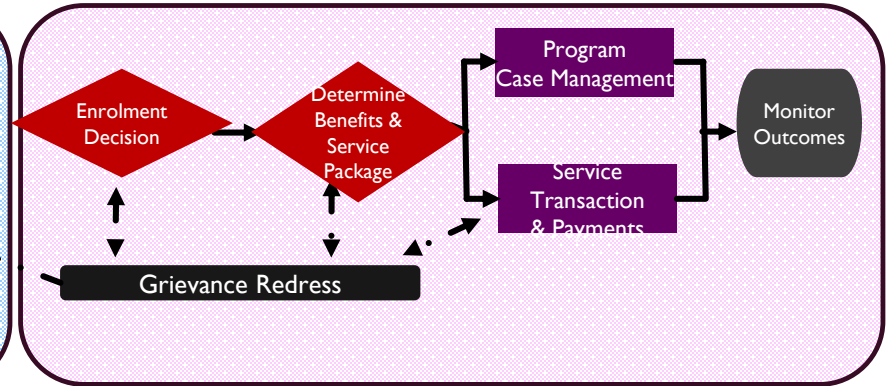 Enrolment
Decision
Determine
Benefits &
Service
Package
Program
Case Management
Service
Transaction
& Payments
Monitor
Outcomes
Grievance Redress